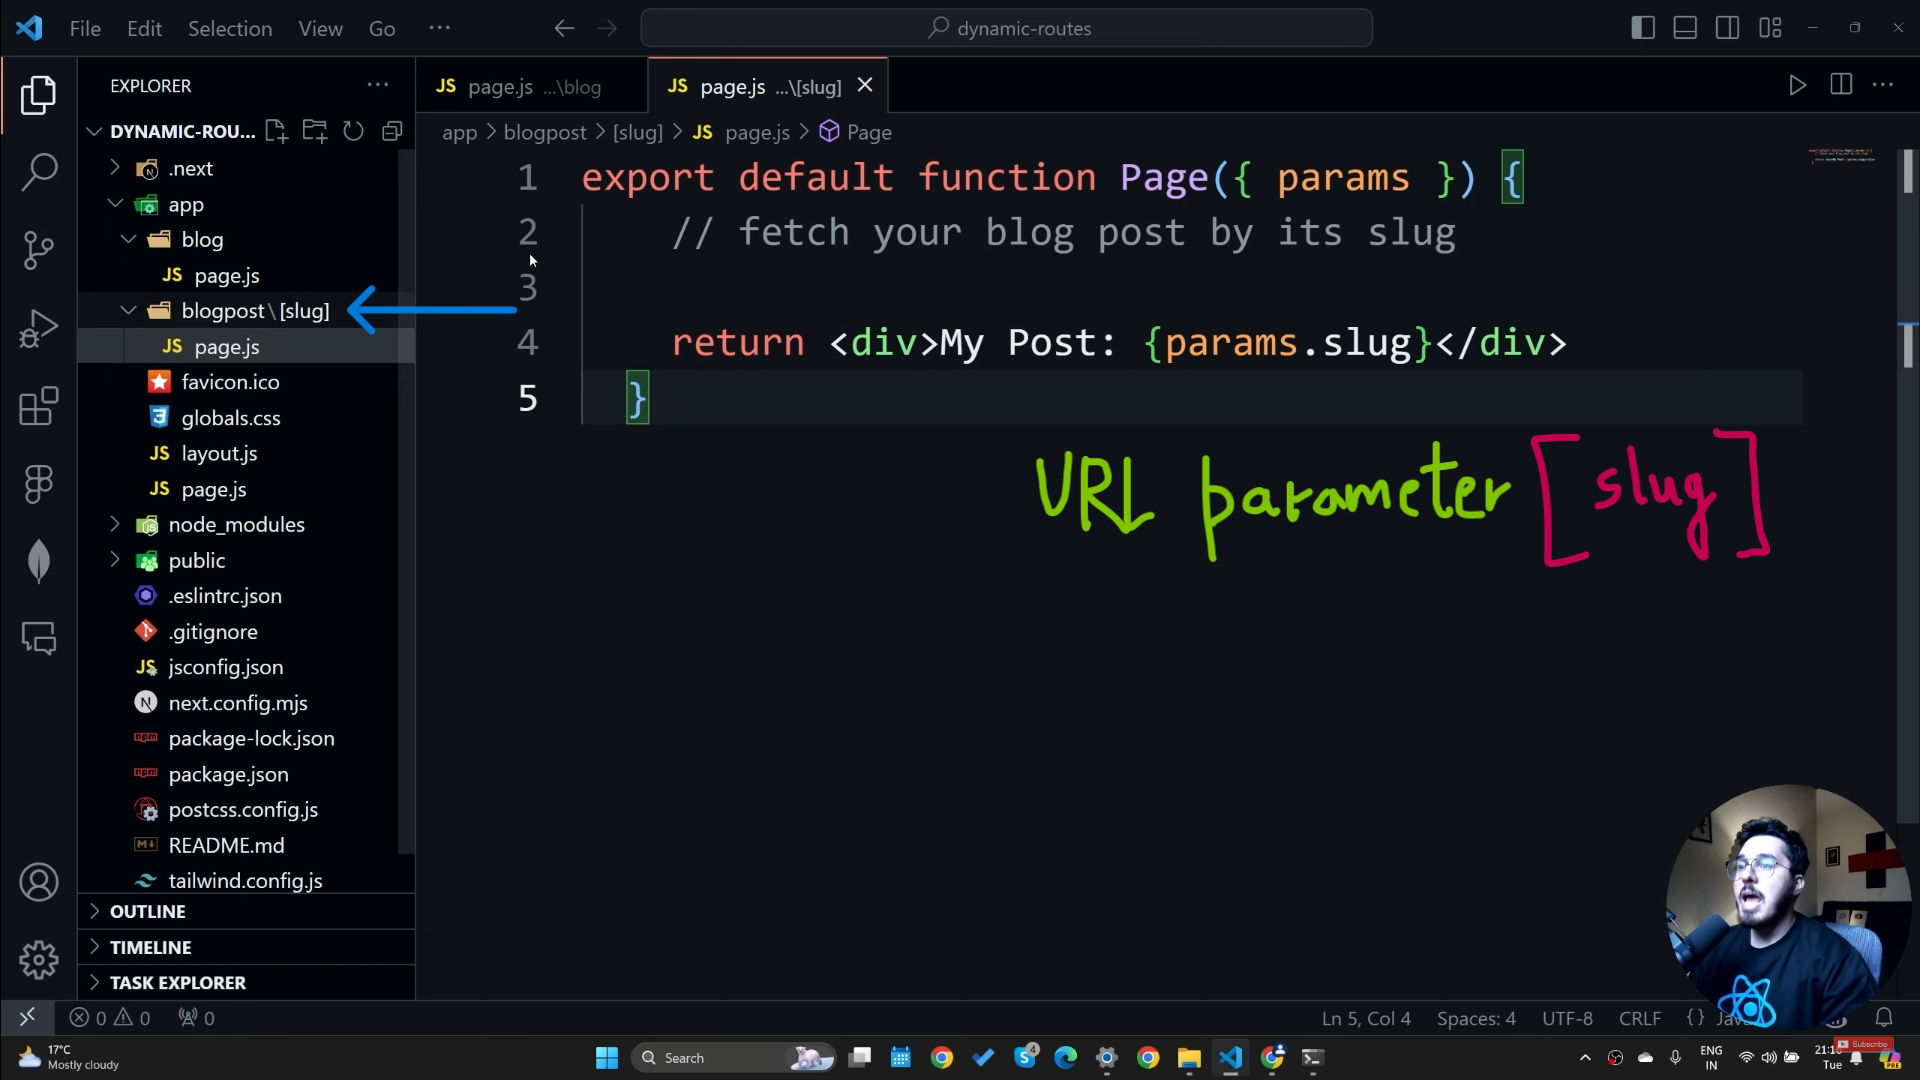 File Edit Selection View Go ··· dynamic-routes
EXPLORER ···
JS page.js ...\blog
JS page.js ...\[slug]
DYNAMIC-ROU...
app > blogpost > [slug] > JS page.js > Page
.next
app
blog
JS page.js
blogpost\[slug]
JS page.js
favicon.ico
globals.css
JS layout.js
JS page.js
node_modules
public
.eslintrc.json
.gitignore
jsconfig.json
next.config.mjs
package-lock.json
package.json
postcss.config.js
README.md
tailwind.config.js
OUTLINE
TIMELINE
TASK EXPLORER
1 export default function Page({ params }) {
2 // fetch your blog post by its slug
3
4 return <div>My Post: {params.slug}</div>
5 }
URL parameter [slug]
0 0 0
Ln 5, Col 4 Spaces: 4 UTF-8 CRLF {}
17°C
Mostly cloudy
Search
4
ENG
IN
Tue
Subscribe